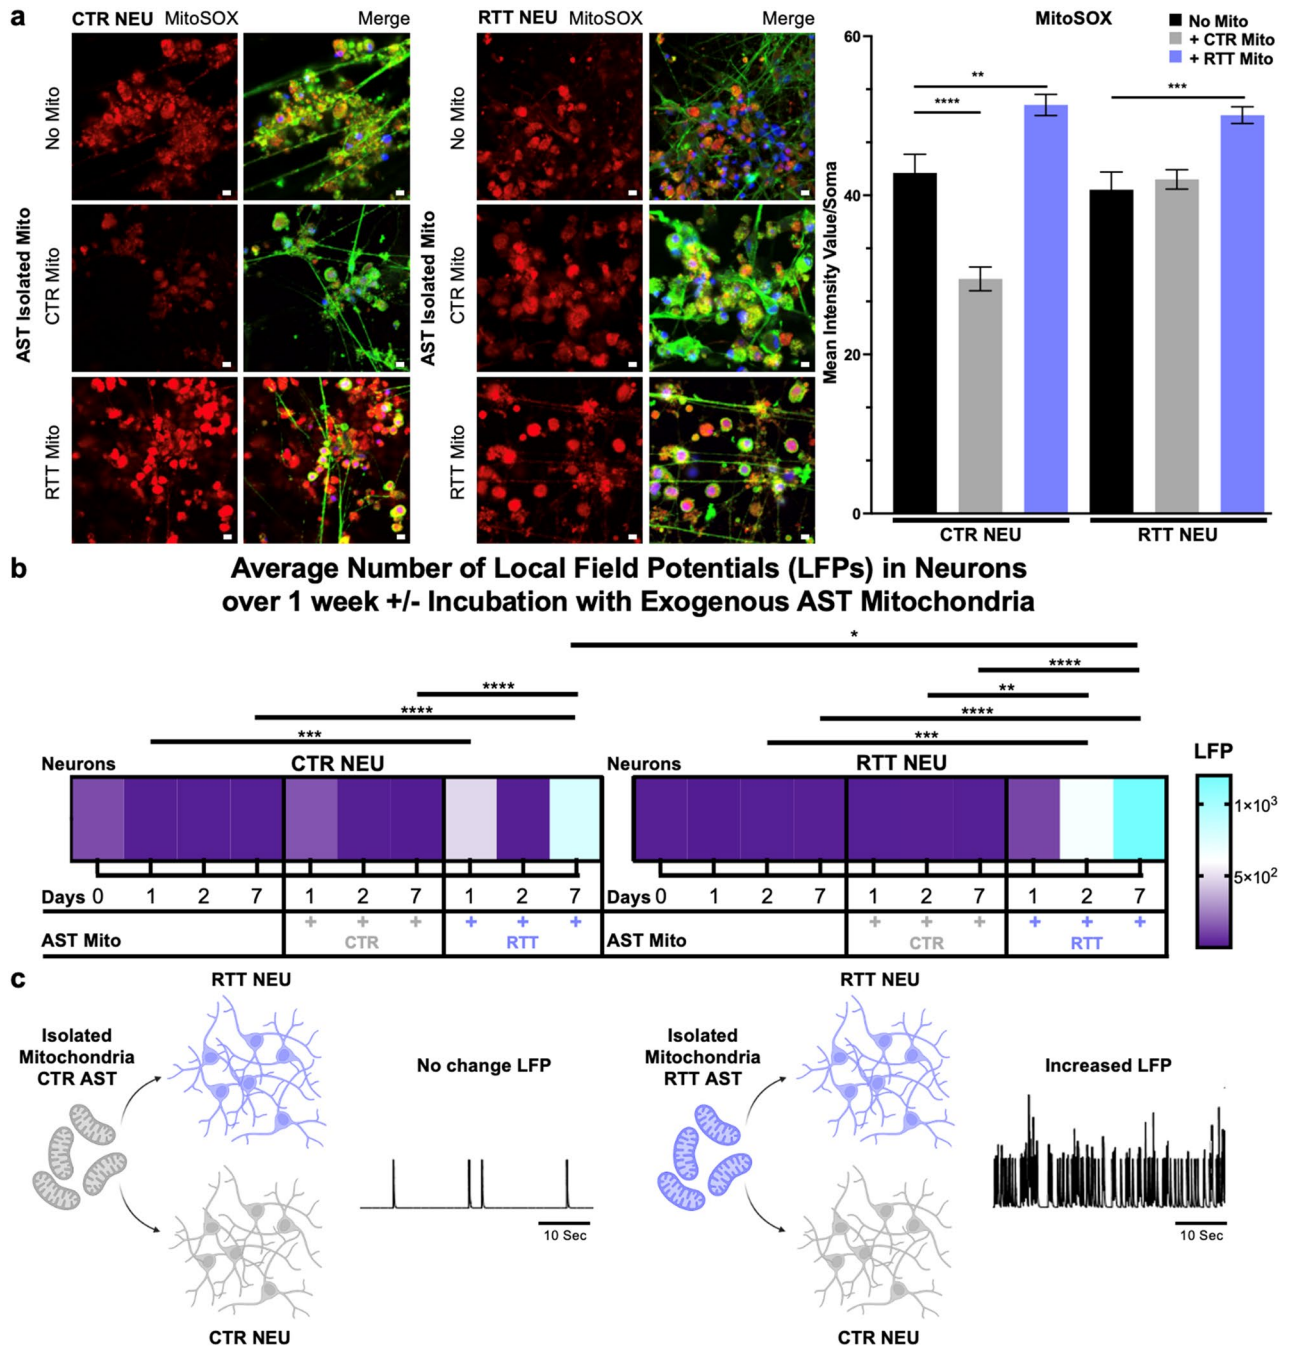 a
CTR NEU MitoSOX Merge
RTT NEU MitoSOX Merge
AST Isolated Mito
No Mito
CTR Mito
RTT Mito
AST Isolated Mito
No Mito
CTR Mito
RTT Mito
MitoSOX
No Mito
+ CTR Mito
+ RTT Mito
Mean Intensity Value/Soma
60
40
20
0
**
****
***
CTR NEU
RTT NEU
b
Average Number of Local Field Potentials (LFPs) in Neurons
over 1 week +/- Incubation with Exogenous AST Mitochondria
*
****
**** **
**** ****
*** ***
Neurons CTR NEU Neurons RTT NEU LFP
1×10³
5×10²
Days 0 1 2 7 1 2 7 1 2 7 Days 0 1 2 7 1 2 7 1 2 7
+ + + + + + + + + + + +
AST Mito CTR RTT AST Mito CTR RTT
c
RTT NEU
Isolated
Mitochondria
CTR AST
No change LFP
10 Sec
CTR NEU
RTT NEU
Isolated
Mitochondria
RTT AST
Increased LFP
10 Sec
CTR NEU